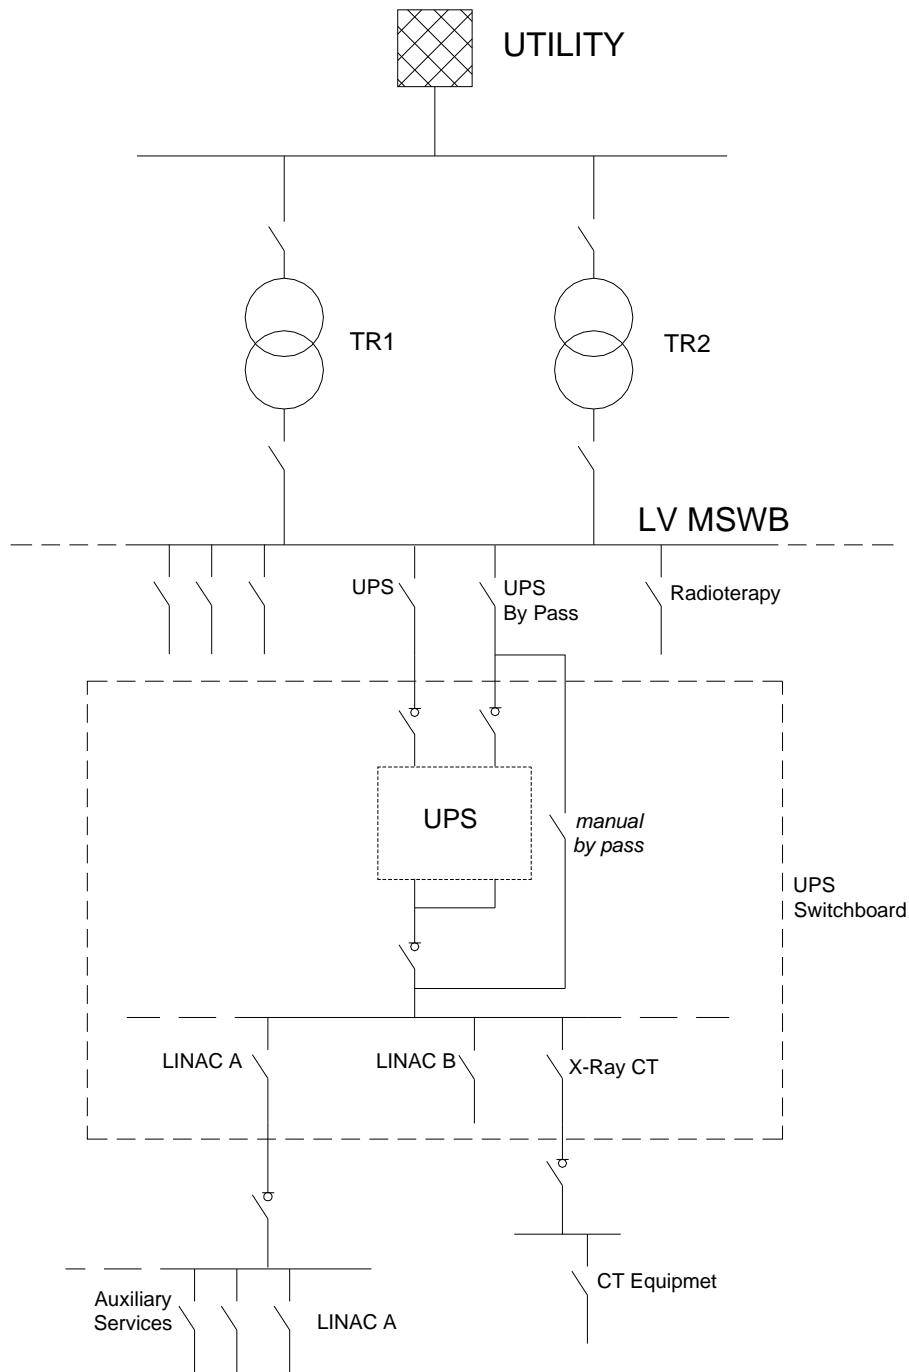 UTILITY
TR1
TR2
LV MSWB
UPS
UPS
By Pass
Radioterapy
UPS
manual
by pass
UPS
Switchboard
LINAC A
LINAC B
X-Ray CT
CT Equipmet
Auxiliary
Services
LINAC A